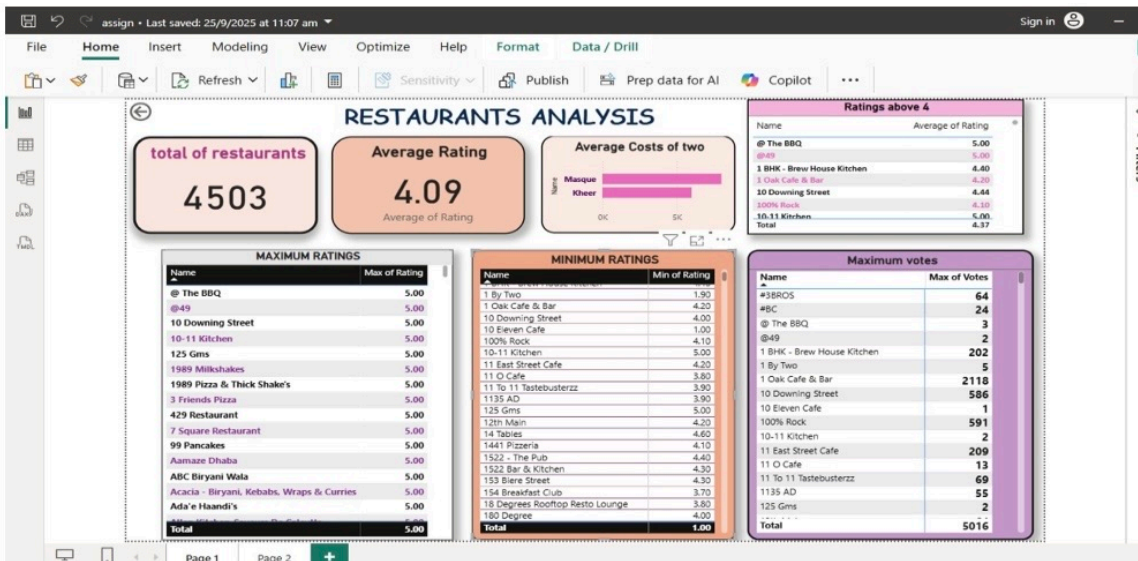 assign • Last saved: 25/9/2025 at 11:07 am
Sign in
File Home Insert Modeling View Optimize Help Format Data / Drill
Refresh Sensitivity Publish Prep data for AI Copilot
RESTAURANTS ANALYSIS
total of restaurants
4503
Average Rating
4.09
Average of Rating
Average Costs of two
Name
Masque
Kheer
0K 5K
Ratings above 4
Name Average of Rating
@ The BBQ 5.00
@49 5.00
1 BHK - Brew House Kitchen 4.40
1 Oak Cafe & Bar 4.20
10 Downing Street 4.44
100% Rock 4.10
10-11 Kitchen 5.00
Total 4.37
MAXIMUM RATINGS
Name Max of Rating
@ The BBQ 5.00
@49 5.00
10 Downing Street 5.00
10-11 Kitchen 5.00
125 Gms 5.00
1989 Milkshakes 5.00
1989 Pizza & Thick Shake's 5.00
3 Friends Pizza 5.00
429 Restaurant 5.00
7 Square Restaurant 5.00
99 Pancakes 5.00
Aamaze Dhaba 5.00
ABC Biryani Wala 5.00
Acacia - Biryani, Kebabs, Wraps & Curries 5.00
Ada'e Haandi's 5.00
Total 5.00
MINIMUM RATINGS
Name Min of Rating
1 By Two 1.90
1 Oak Cafe & Bar 4.20
10 Downing Street 4.00
10 Eleven Cafe 1.00
100% Rock 4.10
10-11 Kitchen 5.00
11 East Street Cafe 4.20
11 O Cafe 3.80
11 To 11 Tastebusterzz 3.90
1135 AD 3.90
125 Gms 5.00
12th Main 4.20
14 Tables 4.60
1441 Pizzeria 4.10
1522 - The Pub 4.40
1522 Bar & Kitchen 4.30
153 Biere Street 4.30
154 Breakfast Club 3.70
18 Degrees Rooftop Resto Lounge 3.80
180 Degree 4.00
Total 1.00
Maximum votes
Name Max of Votes
#3BROS 64
#BC 24
@ The BBQ 3
@49 2
1 BHK - Brew House Kitchen 202
1 By Two 5
1 Oak Cafe & Bar 2118
10 Downing Street 586
10 Eleven Cafe 1
100% Rock 591
10-11 Kitchen 2
11 East Street Cafe 209
11 O Cafe 13
11 To 11 Tastebusterzz 69
1135 AD 55
125 Gms 2
Total 5016
Page 1 Page 2